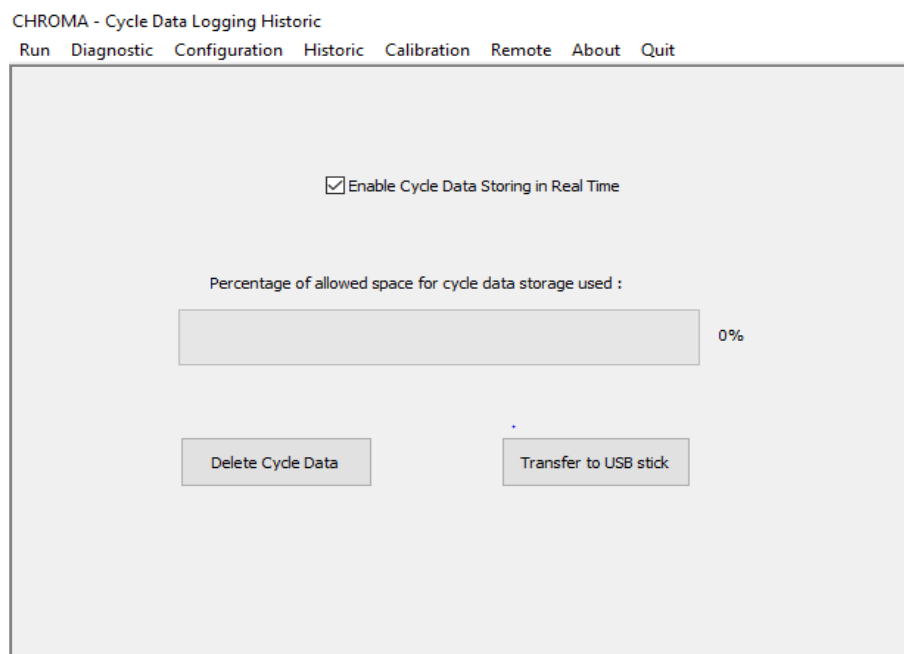 CHROMA - Cycle Data Logging Historic
Run Diagnostic Configuration Historic Calibration Remote About Quit
Enable Cycle Data Storing in Real Time
Percentage of allowed space for cycle data storage used :
0%
Delete Cycle Data Transfer to USB stick